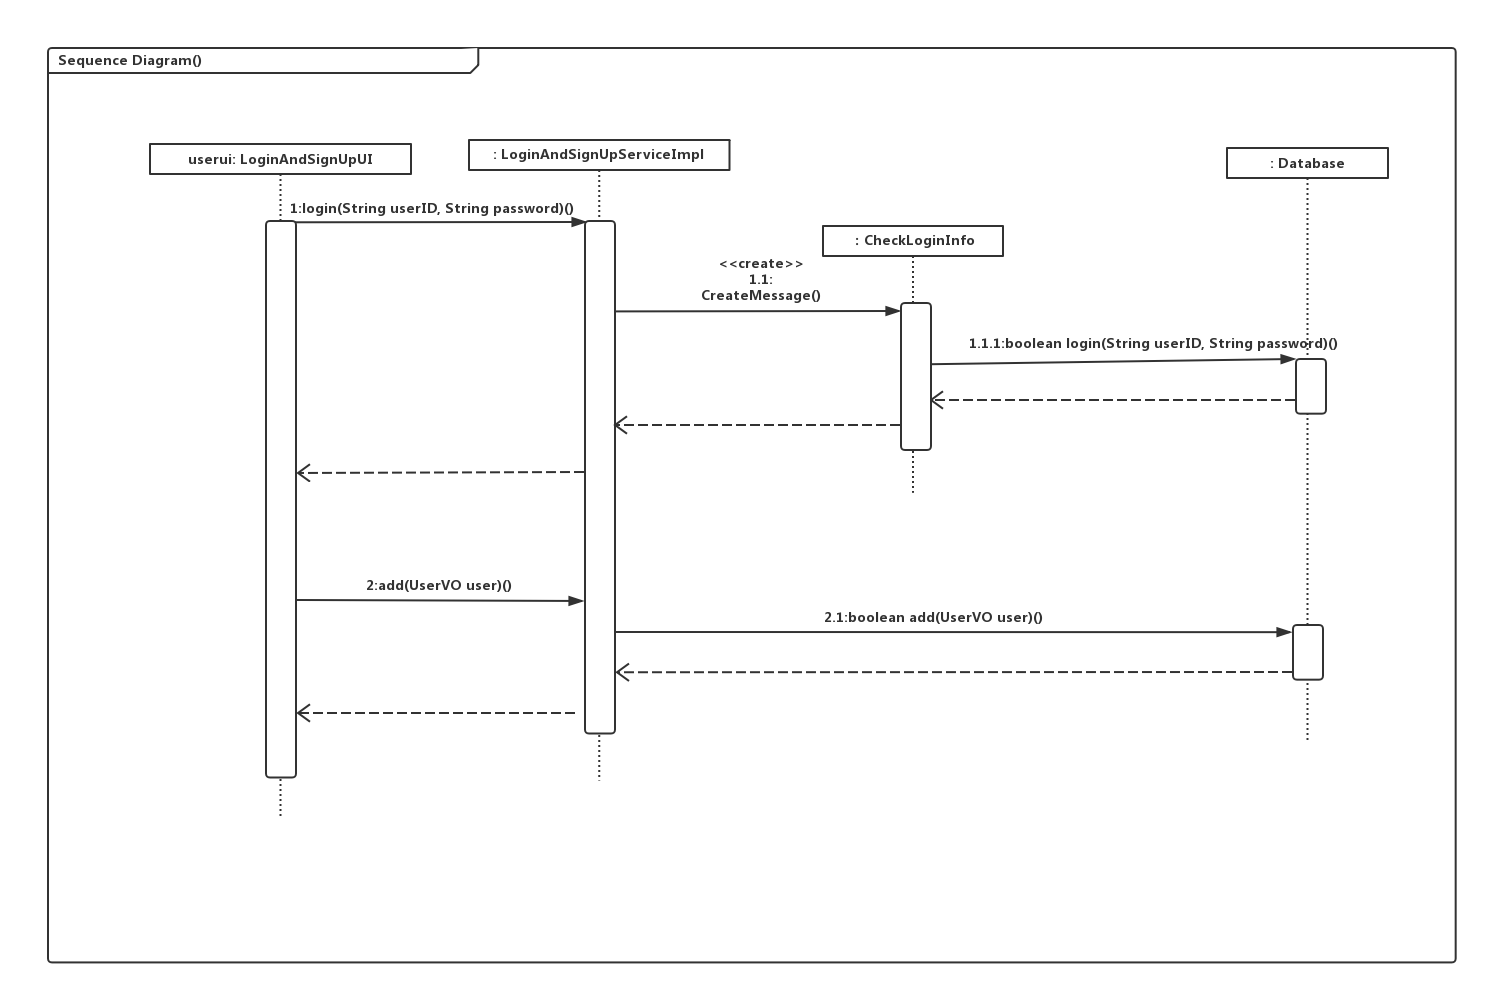 Sequence Diagram()
userui: LoginAndSignUpUI
: LoginAndSignUpServiceImpl
: Database
1:login(String userID, String password)()
: CheckLoginInfo
<<create>>
1.1:
CreateMessage()
1.1.1:boolean login(String userID, String password)()
2:add(UserVO user)()
2.1:boolean add(UserVO user)()